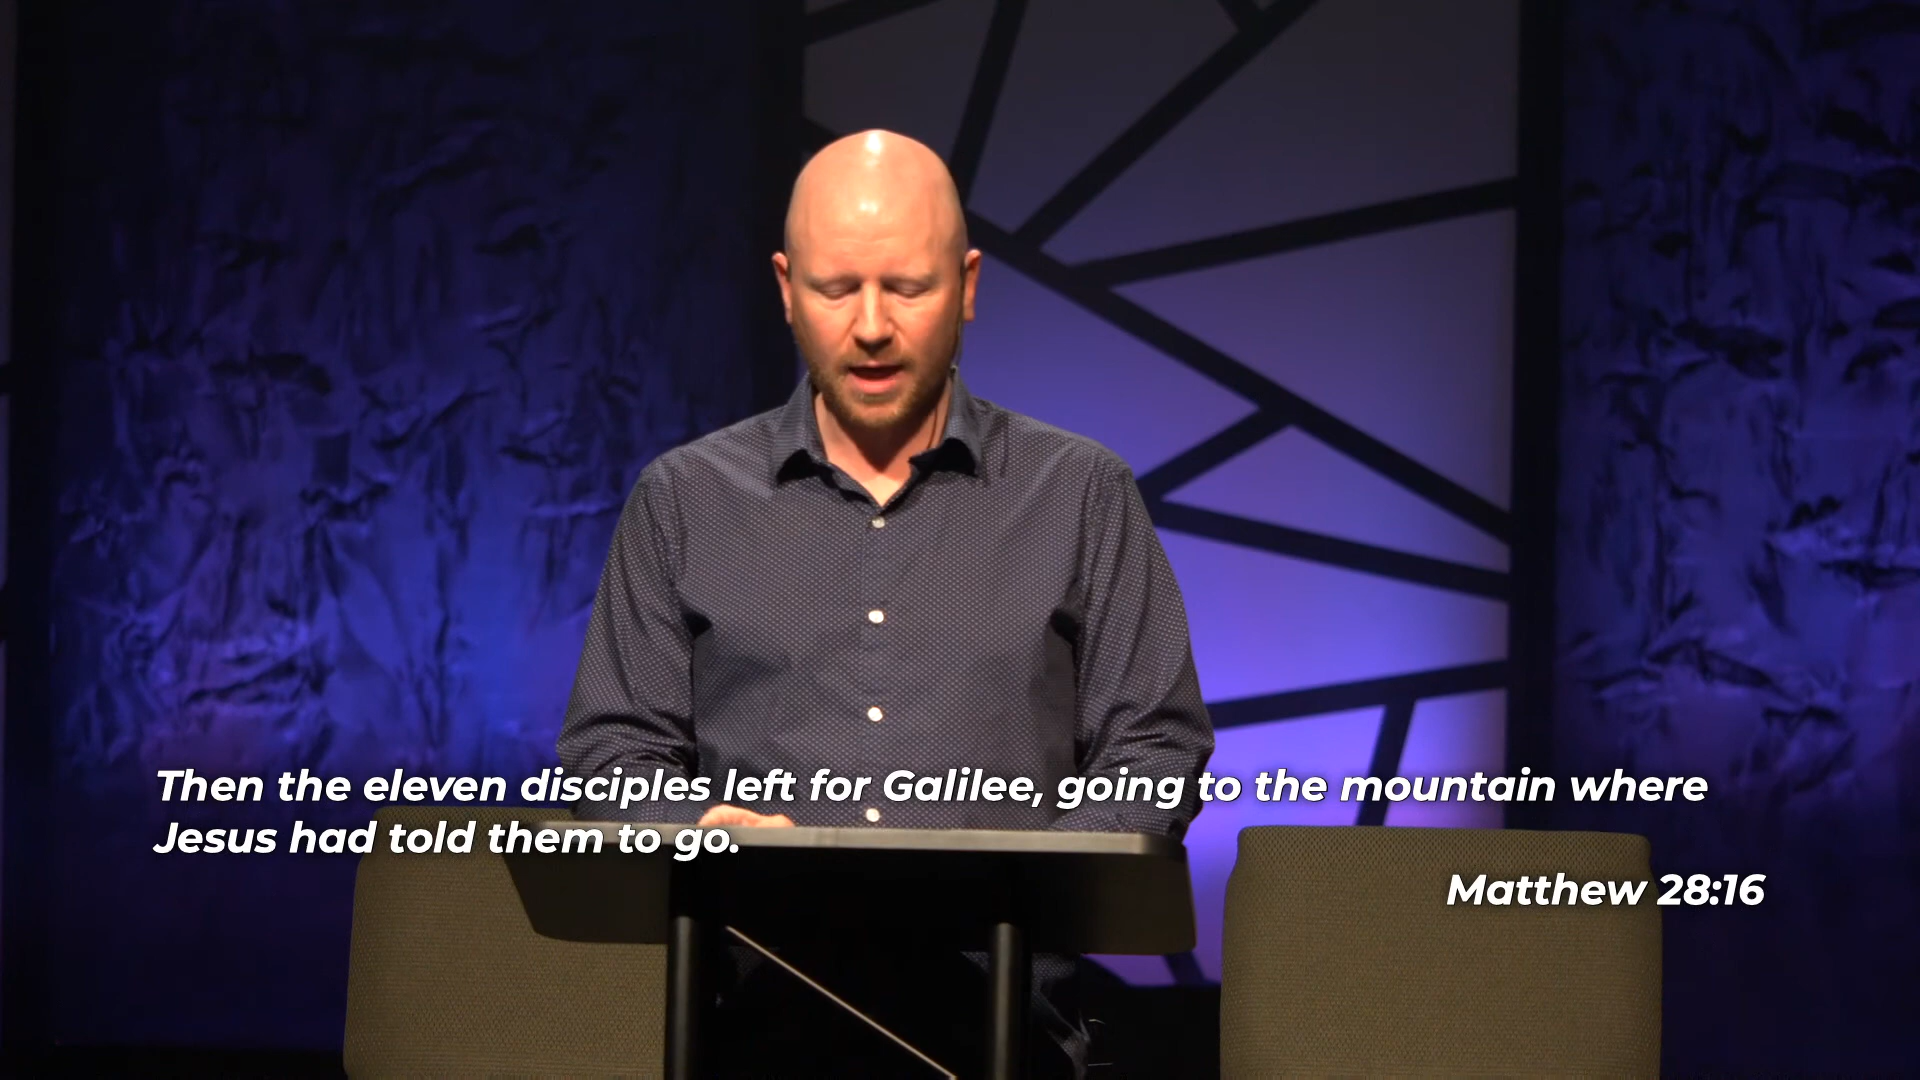 Then the eleven disciples left for Galilee, going to the mountain where
Jesus had told them to go.
Matthew 28:16